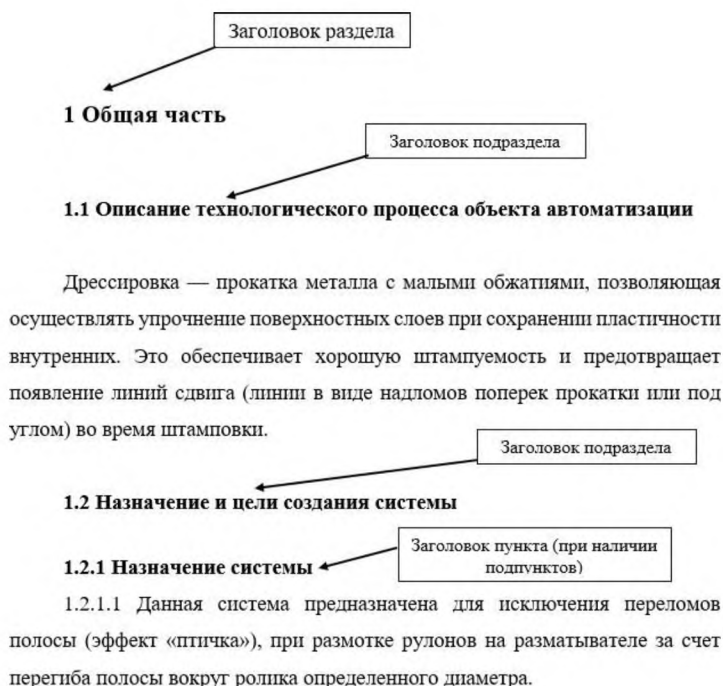 Заголовок раздела
1 Общая часть
Заголовок подраздела
1.1 Описание технологического процесса объекта автоматизации
Дрессировка — прокатка металла с малыми обжатиями, позволяющая
осуществлять упрочнение поверхностных слоев при сохранении пластичности
внутренних. Это обеспечивает хорошую штампуемость и предотвращает
появление линий сдвига (линии в виде надломов поперек прокатки или под
углом) во время штамповки.
Заголовок подраздела
1.2 Назначение и цели создания системы
Заголовок пункта (при наличии
подпунктов)
1.2.1 Назначение системы
1.2.1.1 Данная система предназначена для исключения переломов
полосы (эффект «птичка»), при размотке рулонов на разматывателе за счет
перегиба полосы вокруг ролика определенного диаметра.